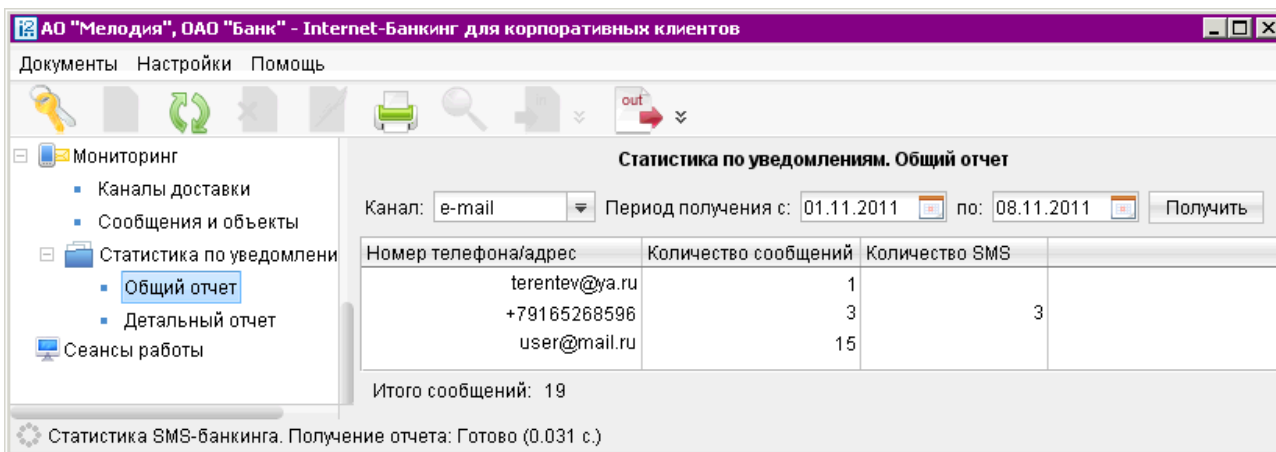 АО "Мелодия", ОАО "Банк" - Internet-Банкинг для корпоративных клиентов
Документы Настройки Помощь
out
Мониторинг
Каналы доставки
Сообщения и объекты
Статистика по уведомлени
Общий отчет
Детальный отчет
Сеансы работы
Статистика по уведомлениям. Общий отчет
Канал: e-mail Период получения с: 01.11.2011 по: 08.11.2011 Получить
Номер телефона/адрес Количество сообщений Количество SMS
terentev@ya.ru 1
+79165268596 3 3
user@mail.ru 15
Итого сообщений: 19
Статистика SMS-банкинга. Получение отчета: Готово (0.031 с.)